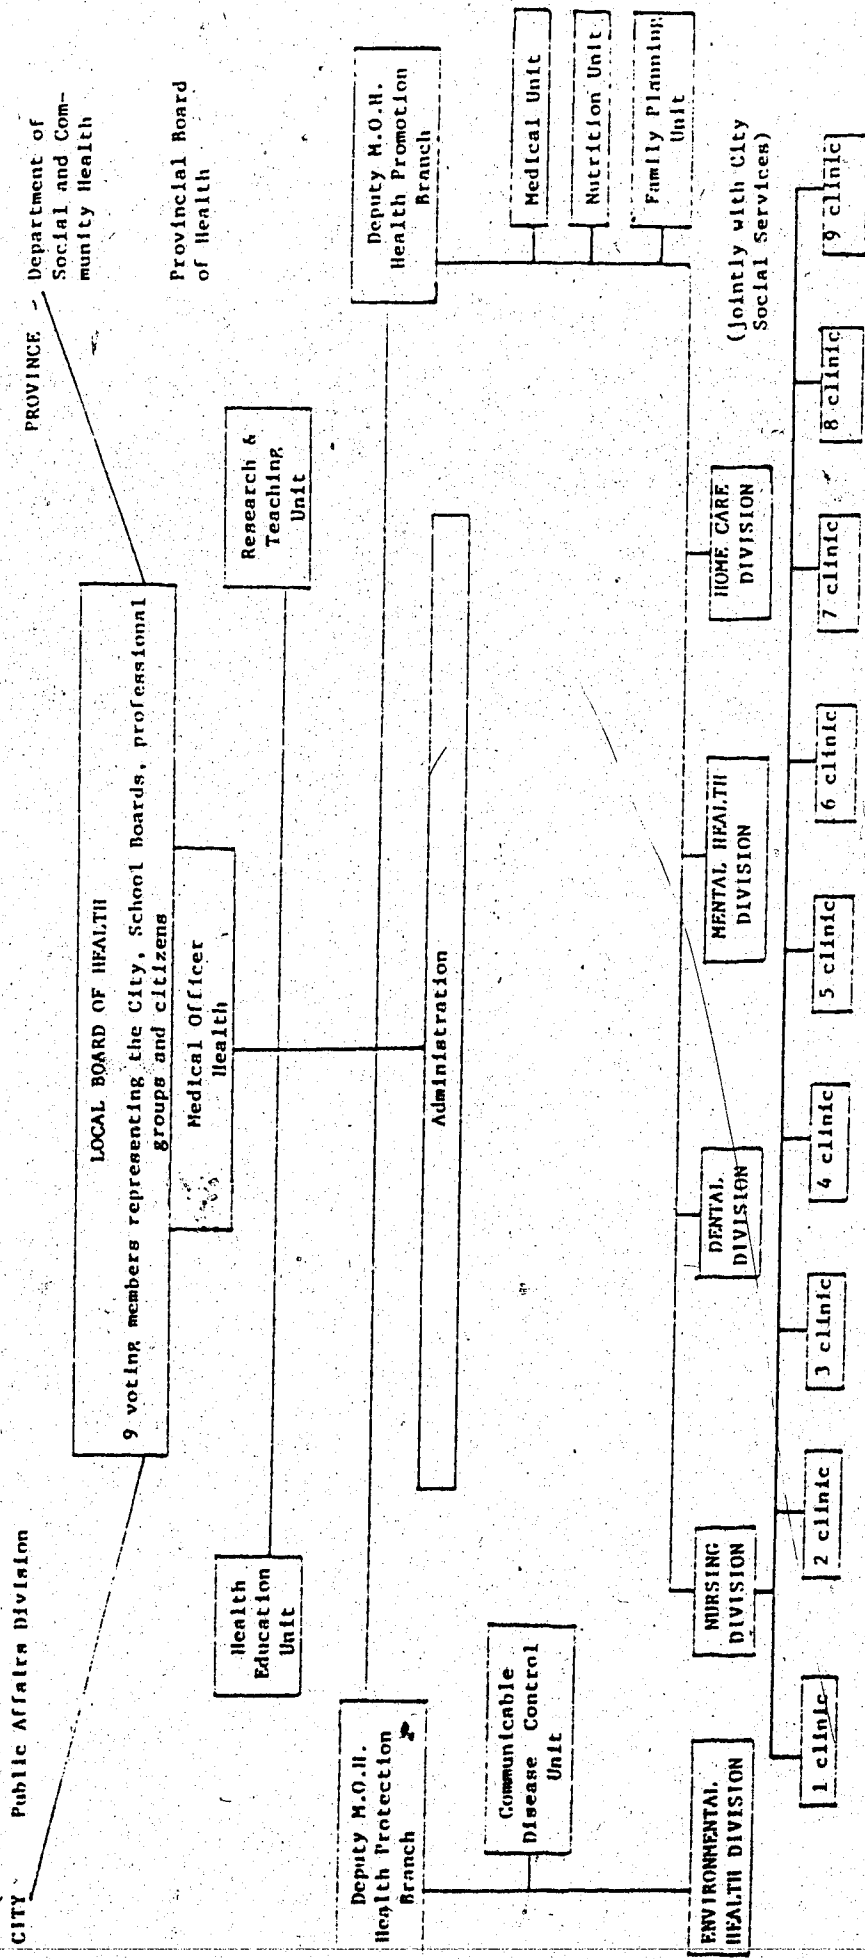 CITY
Public Affairs Division
PROVINCE - Department of
Social and Com-
munity Health
Provincial Board
of Health
LOCAL BOARD OF HEALTH
9 voting members representing the City, School Boards, professional
groups and citizens
Medical Officer
Health
Health
Education
Unit
Research &
Teaching
Unit
Deputy M.O.H.
Health Protection
Branch
Deputy M.O.H.
Health Promotion
Branch
Administration
Communicable
Disease Control
Unit
Medical Unit
Nutrition Unit
Family Planning
Unit
ENVIRONMENTAL
HEALTH DIVISION
NURSING
DIVISION
DENTAL
DIVISION
MENTAL HEALTH
DIVISION
HOME CARE
DIVISION
(jointly with City
Social Services)
1 clinic
2 clinic
3 clinic
4 clinic
5 clinic
6 clinic
7 clinic
8 clinic
9 clinic